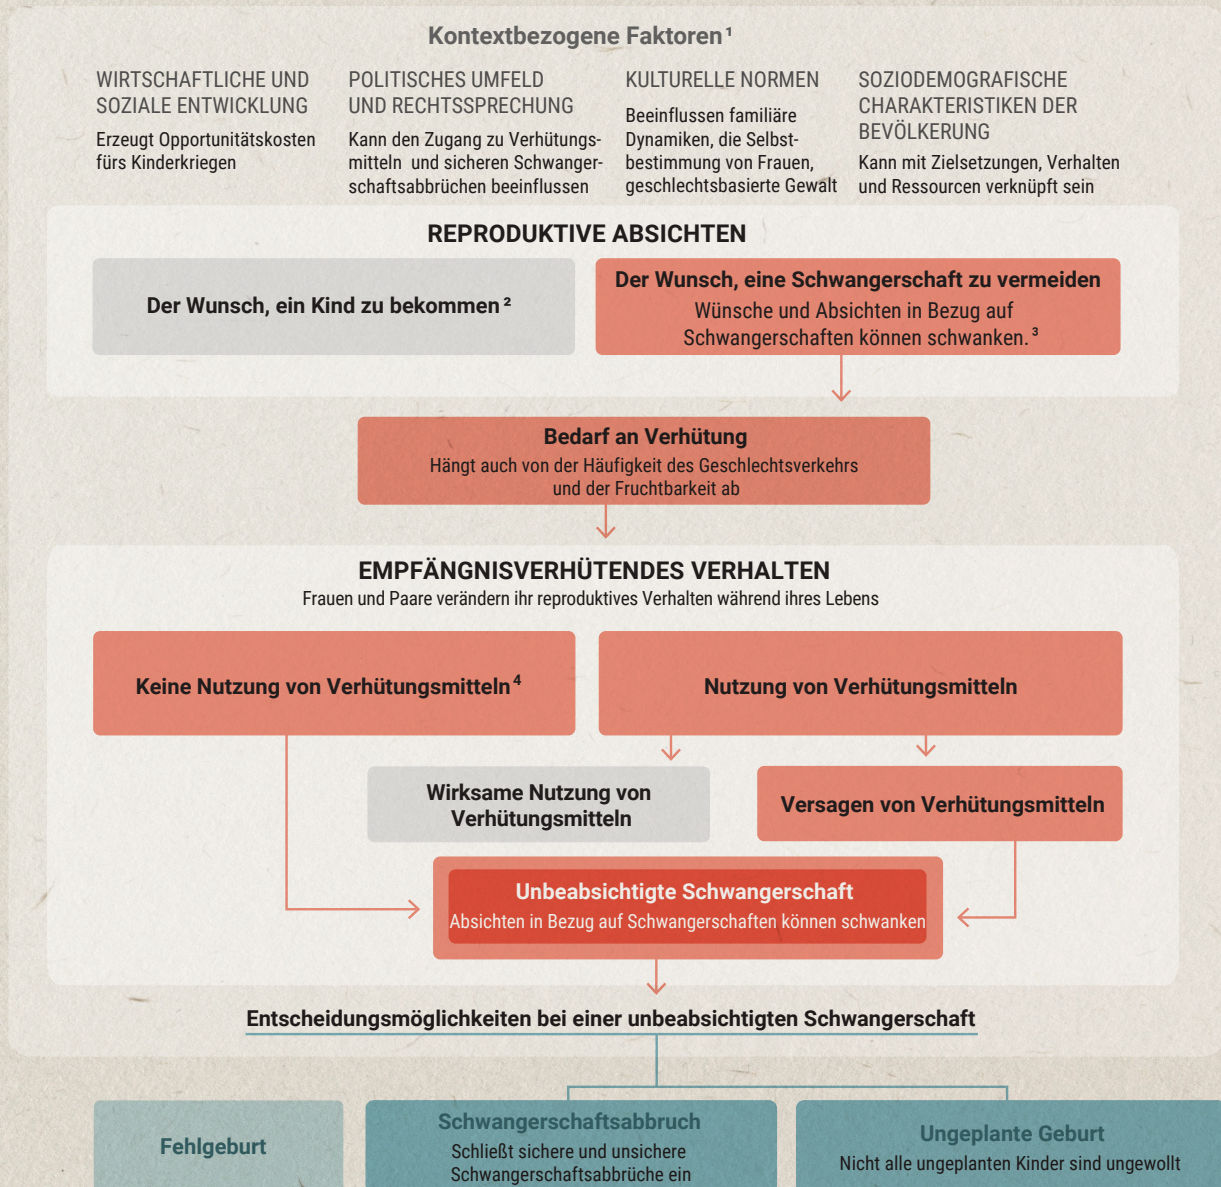 Kontextbezogene Faktoren ¹
WIRTSCHAFTLICHE UND
SOZIALE ENTWICKLUNG
Erzeugt Opportunitätskosten
fürs Kinderkriegen
POLITISCHES UMFELD
UND RECHTSSPRECHUNG
Kann den Zugang zu Verhütungs-
mitteln und sicheren Schwanger-
schaftsabbrüchen beeinflussen
KULTURELLE NORMEN
Beeinflussen familiäre
Dynamiken, die Selbst-
bestimmung von Frauen,
geschlechtsbasierte Gewalt
SOZIODEMOGRAFISCHE
CHARAKTERISTIKEN DER
BEVÖLKERUNG
Kann mit Zielsetzungen, Verhalten
und Ressourcen verknüpft sein
REPRODUKTIVE ABSICHTEN
Der Wunsch, ein Kind zu bekommen ²
Der Wunsch, eine Schwangerschaft zu vermeiden
Wünsche und Absichten in Bezug auf
Schwangerschaften können schwanken. ³
Bedarf an Verhütung
Hängt auch von der Häufigkeit des Geschlechtsverkehrs
und der Fruchtbarkeit ab
EMPFÄNGNISVERHÜTENDES VERHALTEN
Frauen und Paare verändern ihr reproduktives Verhalten während ihres Lebens
Keine Nutzung von Verhütungsmitteln ⁴
Nutzung von Verhütungsmitteln
Wirksame Nutzung von
Verhütungsmitteln
Versagen von Verhütungsmitteln
Unbeabsichtigte Schwangerschaft
Absichten in Bezug auf Schwangerschaften können schwanken
Entscheidungsmöglichkeiten bei einer unbeabsichtigten Schwangerschaft
Fehlgeburt
Schwangerschaftsabbruch
Schließt sichere und unsichere
Schwangerschaftsabbrüche ein
Ungeplante Geburt
Nicht alle ungeplanten Kinder sind ungewollt